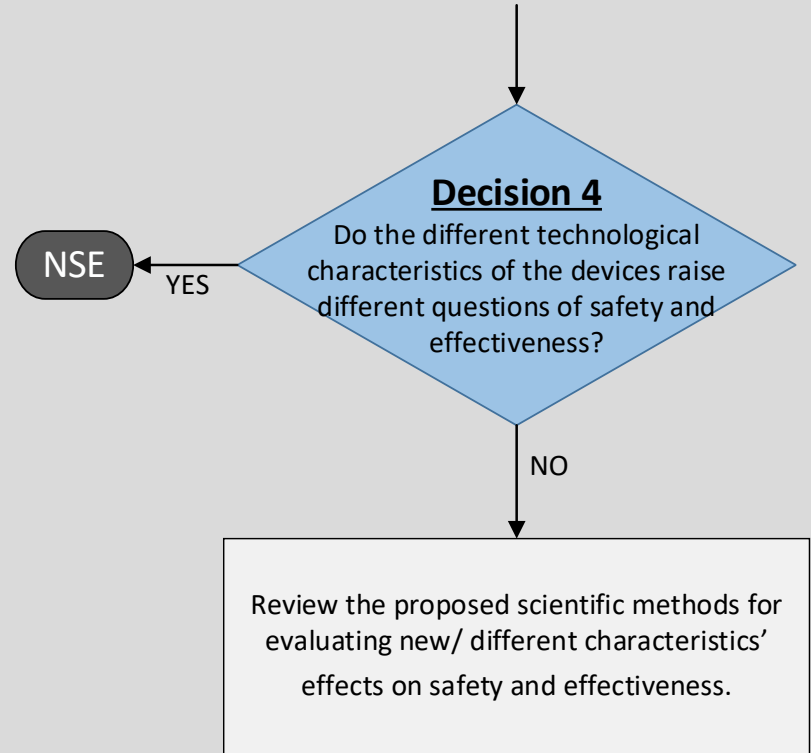 Decision 4
Do the different technological
characteristics of the devices raise
different questions of safety and
effectiveness?
NSE
YES
NO
Review the proposed scientific methods for
evaluating new/ different characteristics’
effects on safety and effectiveness.